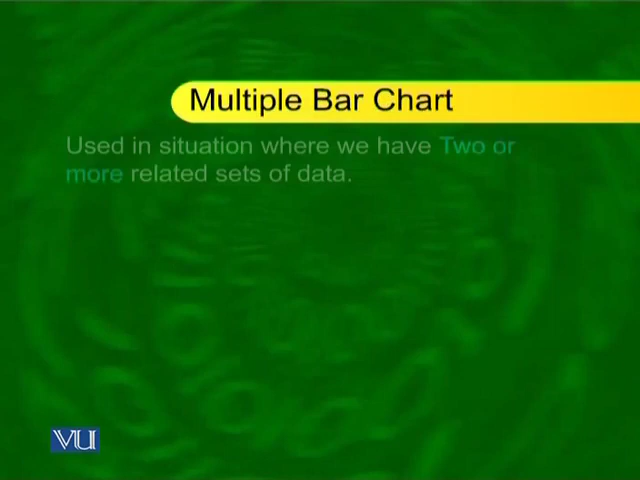 Multiple Bar Chart
Used in situation where we have Two or
more related sets of data.
VU